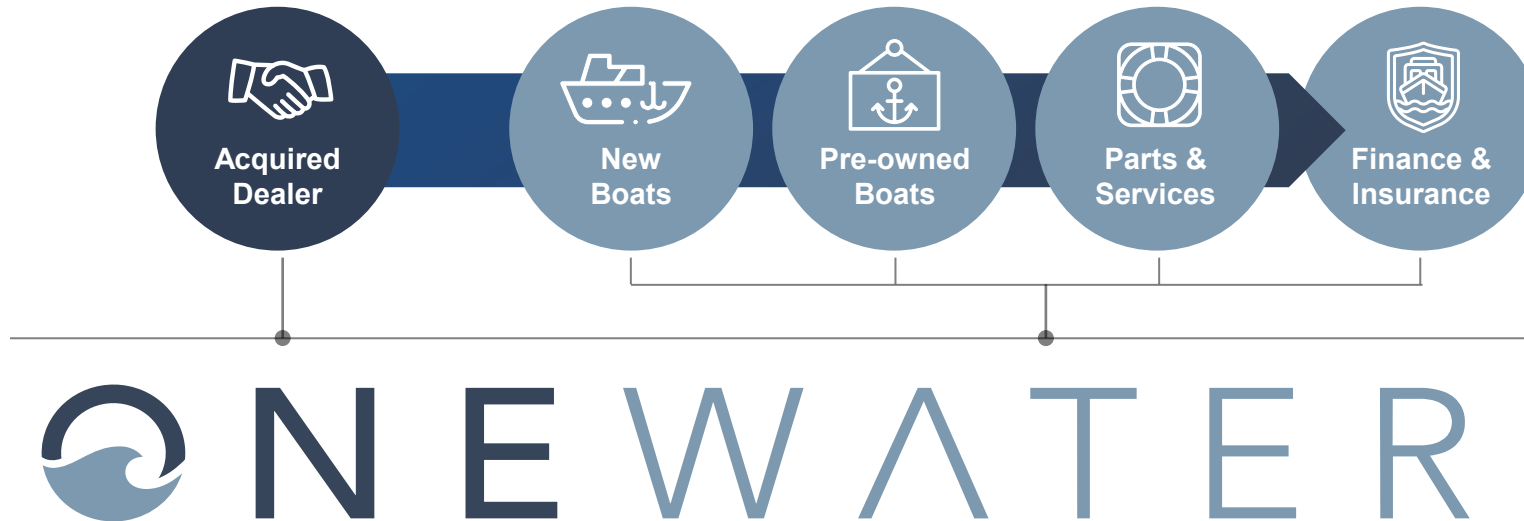 Acquired
Dealer
New
Boats
Pre-owned
Boats
Parts &
Services
Finance &
Insurance
ONEWATER